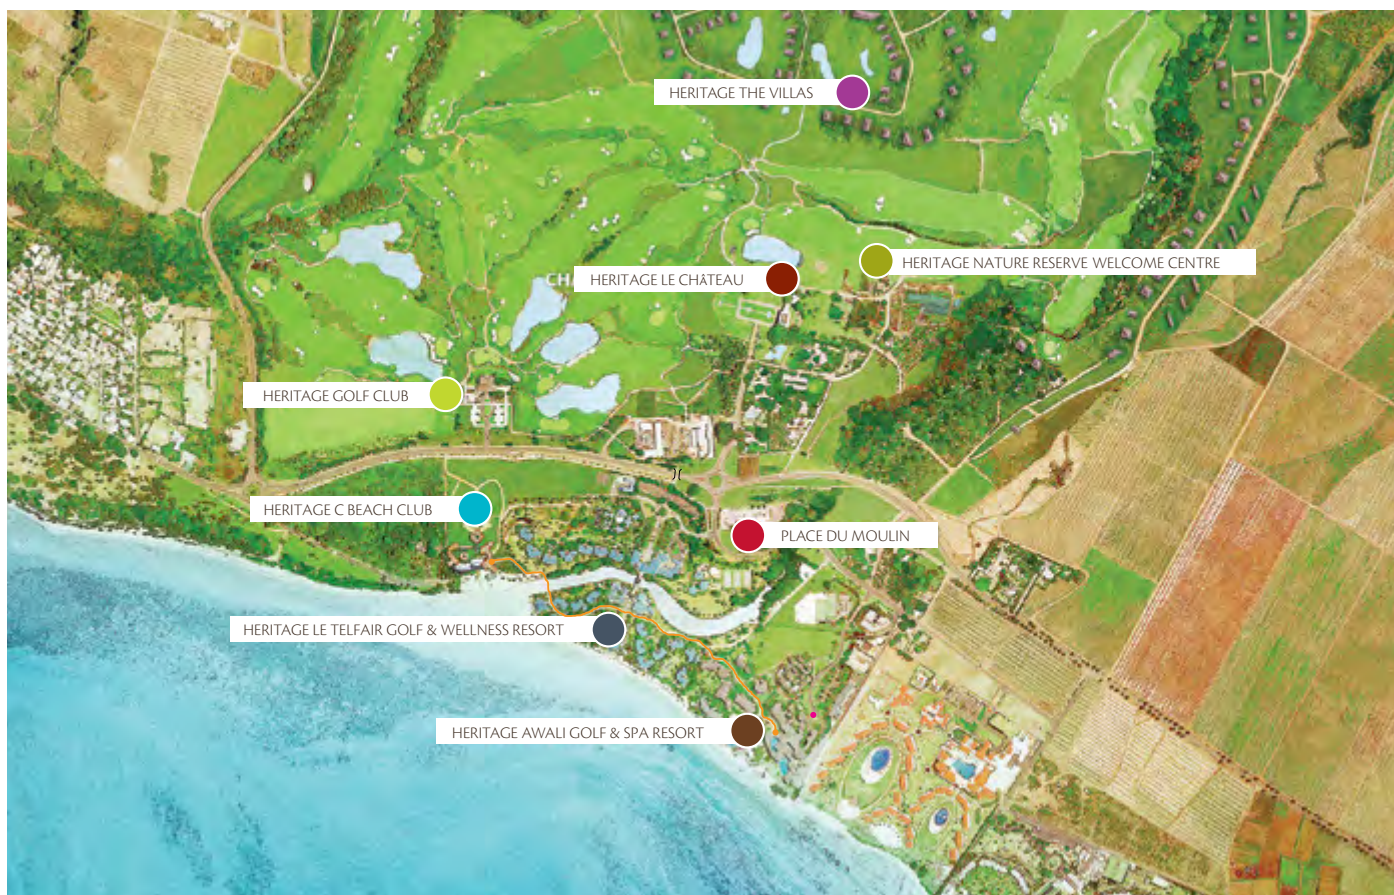 HERITAGE THE VILLAS
HERITAGE NATURE RESERVE WELCOME CENTRE
CH
HERITAGE LE CHâTEAU
HERITAGE GOLF CLUB
HERITAGE C BEACH CLUB
PLACE DU MOULIN
HERITAGE LE TELFAIR GOLF & WELLNESS RESORT
HERITAGE AWALI GOLF & SPA RESORT